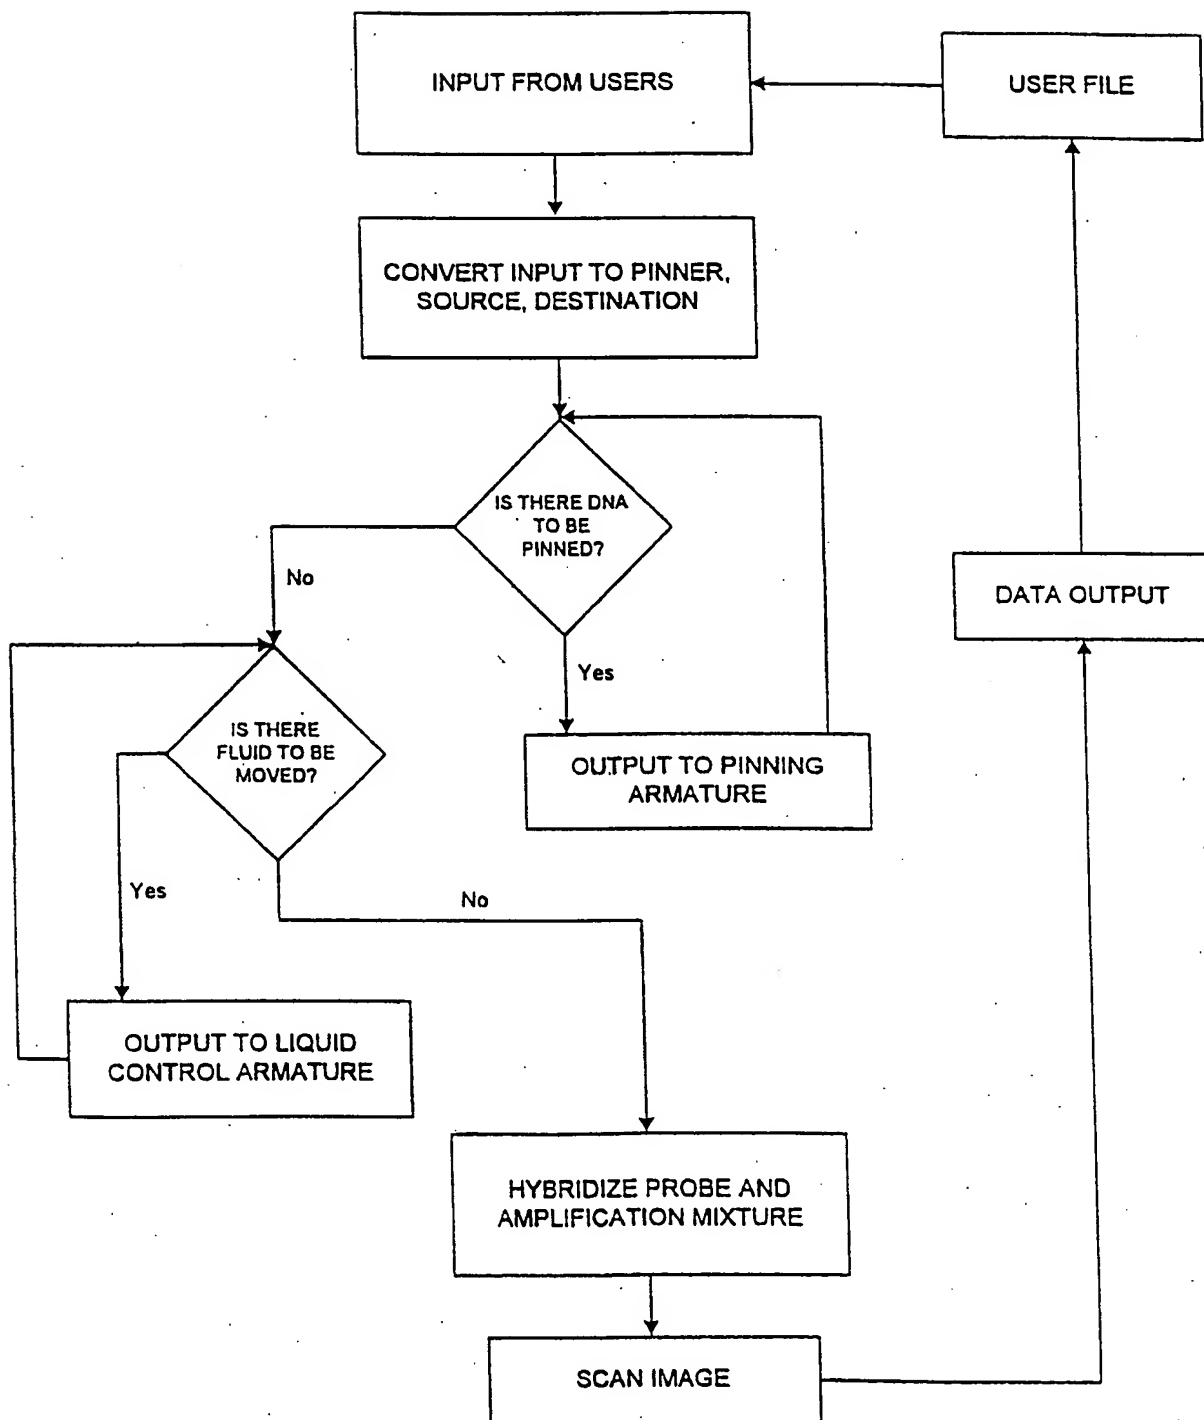 INPUT FROM USERS
USER FILE
CONVERT INPUT TO PINNER,
SOURCE, DESTINATION
IS THERE DNA
TO BE
PINNED?
No
Yes
DATA OUTPUT
IS THERE
FLUID TO BE
MOVED?
OUTPUT TO PINNING
ARMATURE
Yes
No
OUTPUT TO LIQUID
CONTROL ARMATURE
HYBRIDIZE PROBE AND
AMPLIFICATION MIXTURE
SCAN IMAGE